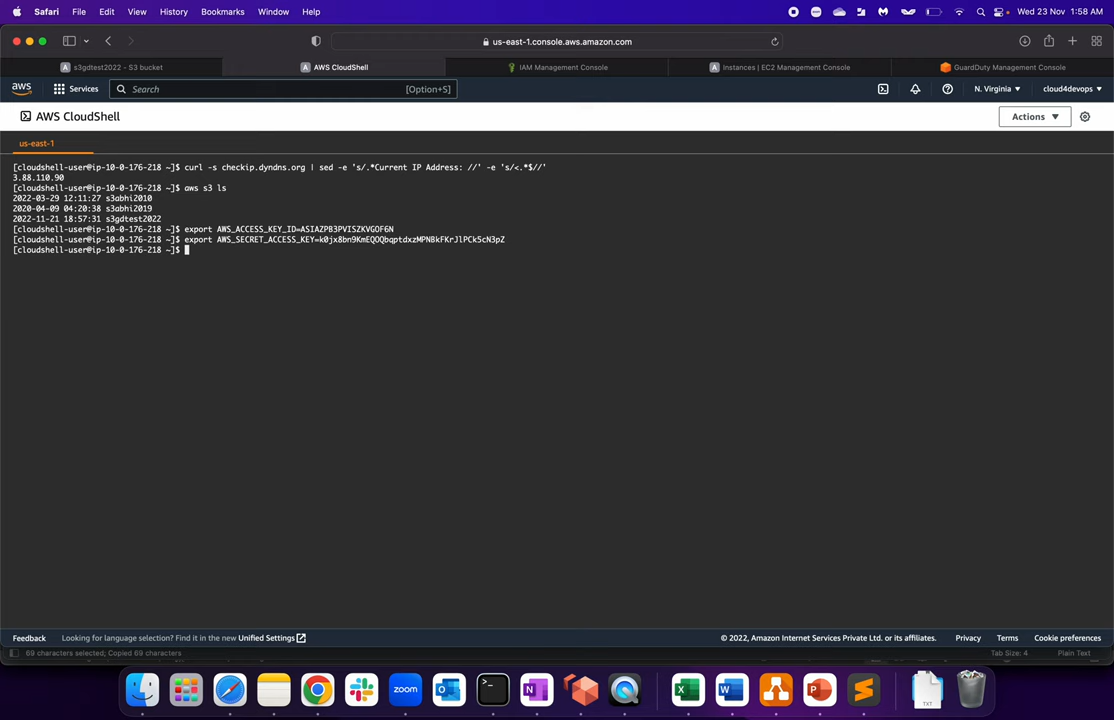 Safari File Edit View History Bookmarks Window Help Wed 23 Nov 1:58 AM
us-east-1.console.aws.amazon.com
s3gdtest2022 - S3 bucket AWS CloudShell IAM Management Console Instances | EC2 Management Console GuardDuty Management Console
aws Services Search [Option+S] N. Virginia cloud4devops
AWS CloudShell Actions
us-east-1
[cloudshell-user@ip-10-0-176-218 ~]$ curl -s checkip.dyndns.org | sed -e 's/.*Current IP Address: //' -e 's/<.*$//'
3.88.110.90
[cloudshell-user@ip-10-0-176-218 ~]$ aws s3 ls
2022-03-29 12:11:27 s3abhi2010
2020-04-09 04:20:38 s3abhi2019
2022-11-21 18:57:31 s3gdtest2022
[cloudshell-user@ip-10-0-176-218 ~]$ export AWS_ACCESS_KEY_ID=ASIAZPB3PVISZKVGOF6N
[cloudshell-user@ip-10-0-176-218 ~]$ export AWS_SECRET_ACCESS_KEY=k0jx8bn9KmEQOQbqptdxzMPNBkFKrJlPCk5cN3pZ
[cloudshell-user@ip-10-0-176-218 ~]$
Feedback Looking for language selection? Find it in the new Unified Settings © 2022, Amazon Internet Services Private Ltd. or its affiliates. Privacy Terms Cookie preferences
69 characters selected; Copied 69 characters Tab Size: 4 Plain Text
zoom
TXT